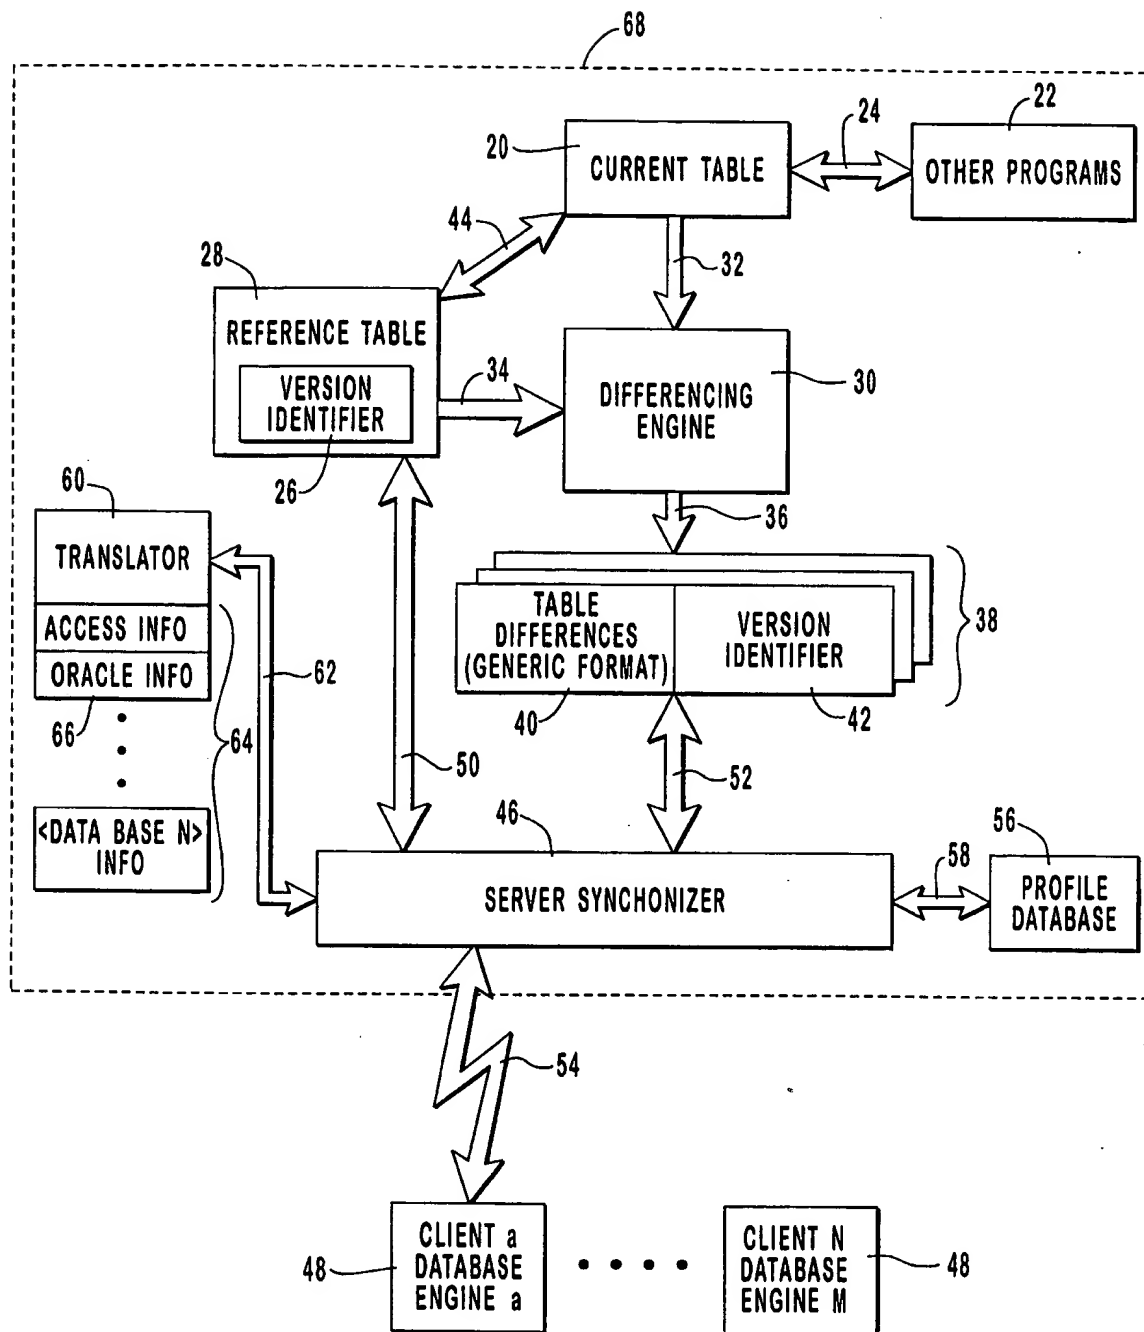 68
20
CURRENT TABLE
24
22
OTHER PROGRAMS
44
32
28
REFERENCE TABLE
VERSION
IDENTIFIER
26
34
DIFFERENCING
ENGINE
30
36
60
TRANSLATOR
ACCESS INFO
ORACLE INFO
66
64
<DATA BASE N>
INFO
62
50
TABLE
DIFFERENCES
(GENERIC FORMAT)
40
VERSION
IDENTIFIER
42
38
52
46
SERVER SYNCHONIZER
58
56
PROFILE
DATABASE
54
48
CLIENT a
DATABASE
ENGINE a
CLIENT N
DATABASE
ENGINE M
48